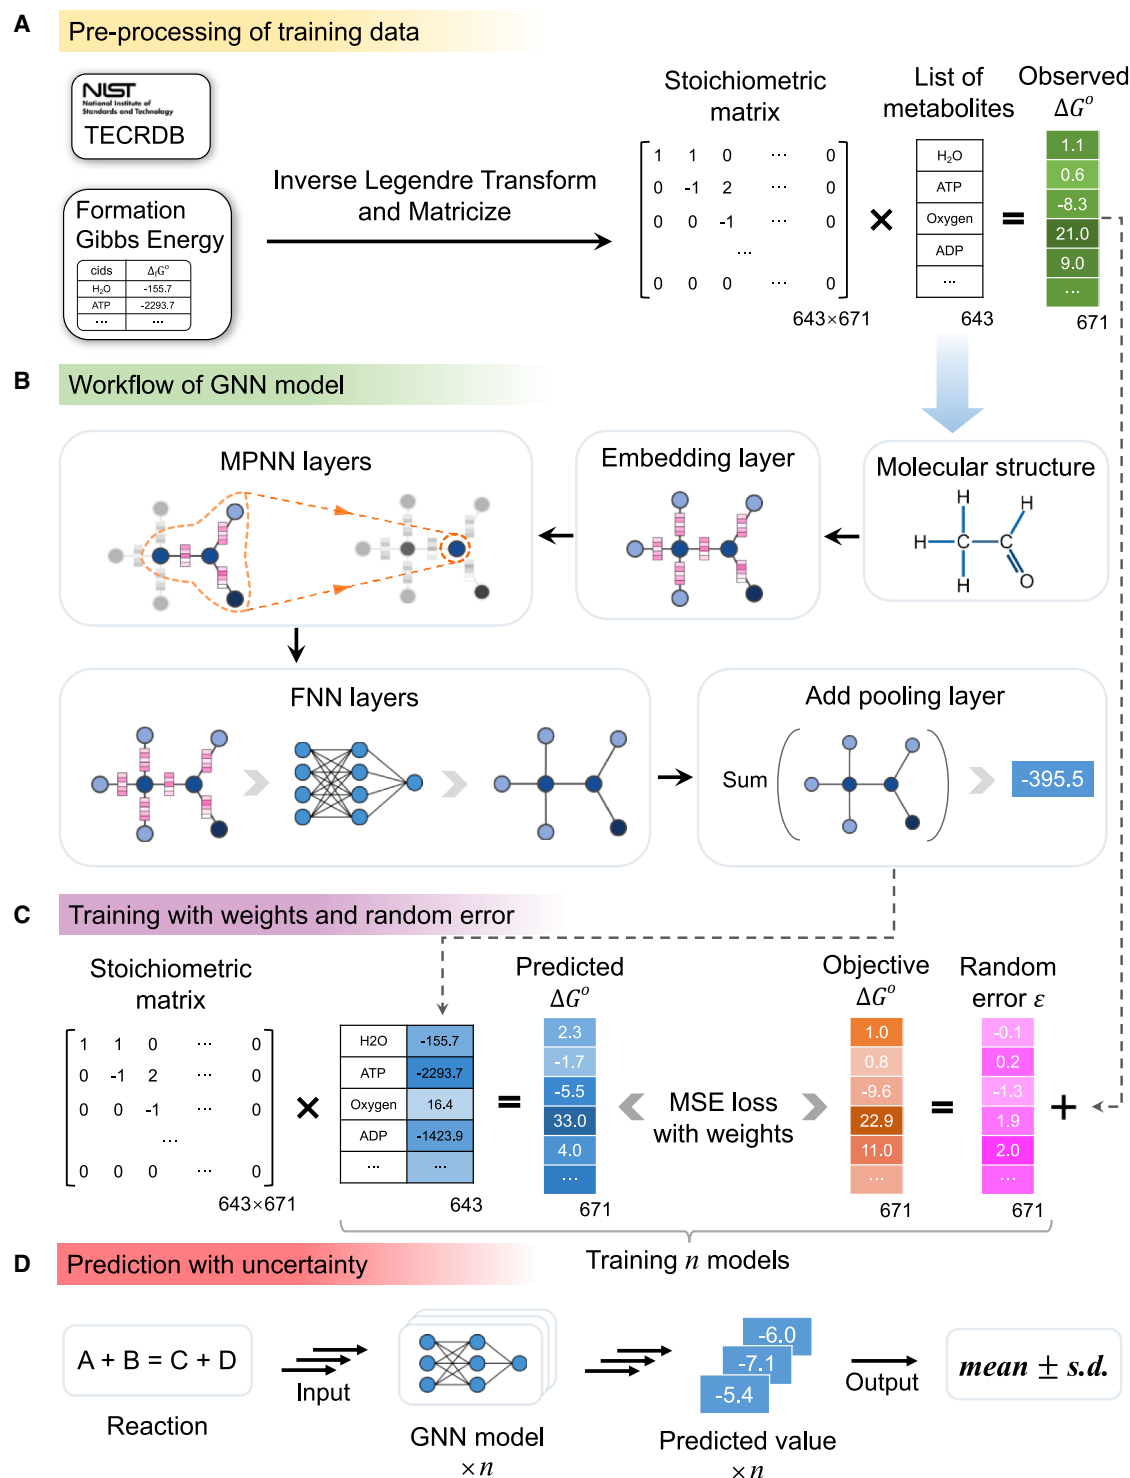 A
Pre-processing of training data
NIST
National Institute of
Standards and Technology
TECRDB
Formation
Gibbs Energy
cids ΔfG°
H₂O -155.7
ATP -2293.7
... ...
Inverse Legendre Transform
and Matricize
Stoichiometric
matrix
1 1 0 ... 0
0 -1 2 ... 0
0 0 -1 ... 0
...
0 0 0 ... 0
643×671
×
List of
metabolites
H₂O
ATP
Oxygen
ADP
...
643
=
Observed
ΔG°
1.1
0.6
-8.3
21.0
9.0
...
671
B
Workflow of GNN model
MPNN layers
Embedding layer
Molecular structure
H
H
H C C
H
O
FNN layers
Add pooling layer
Sum
-395.5
C
Training with weights and random error
Stoichiometric
matrix
1 1 0 ... 0
0 -1 2 ... 0
0 0 -1 ... 0
...
0 0 0 ... 0
643×671
×
H2O -155.7
ATP -2293.7
Oxygen 16.4
ADP -1423.9
... ...
643
=
Predicted
ΔG°
2.3
-1.7
-5.5
33.0
4.0
...
671
MSE loss
with weights
Objective
ΔG°
1.0
0.8
-9.6
22.9
11.0
...
671
=
Random
error ε
-0.1
0.2
-1.3
1.9
2.0
...
671
+
Training n models
D
Prediction with uncertainty
A + B = C + D
Reaction
Input
GNN model
×n
-6.0
-7.1
-5.4
Predicted value
×n
Output
mean ± s.d.